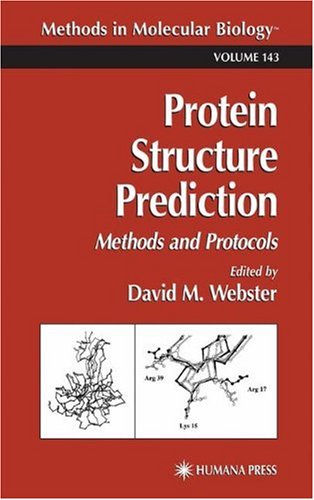 Methods in Molecular Biology™
VOLUME 143
Protein
Structure
Prediction
Methods and Protocols
Edited by
David M. Webster
Arg 39
Arg 17
Lys 15
HUMANA PRESS